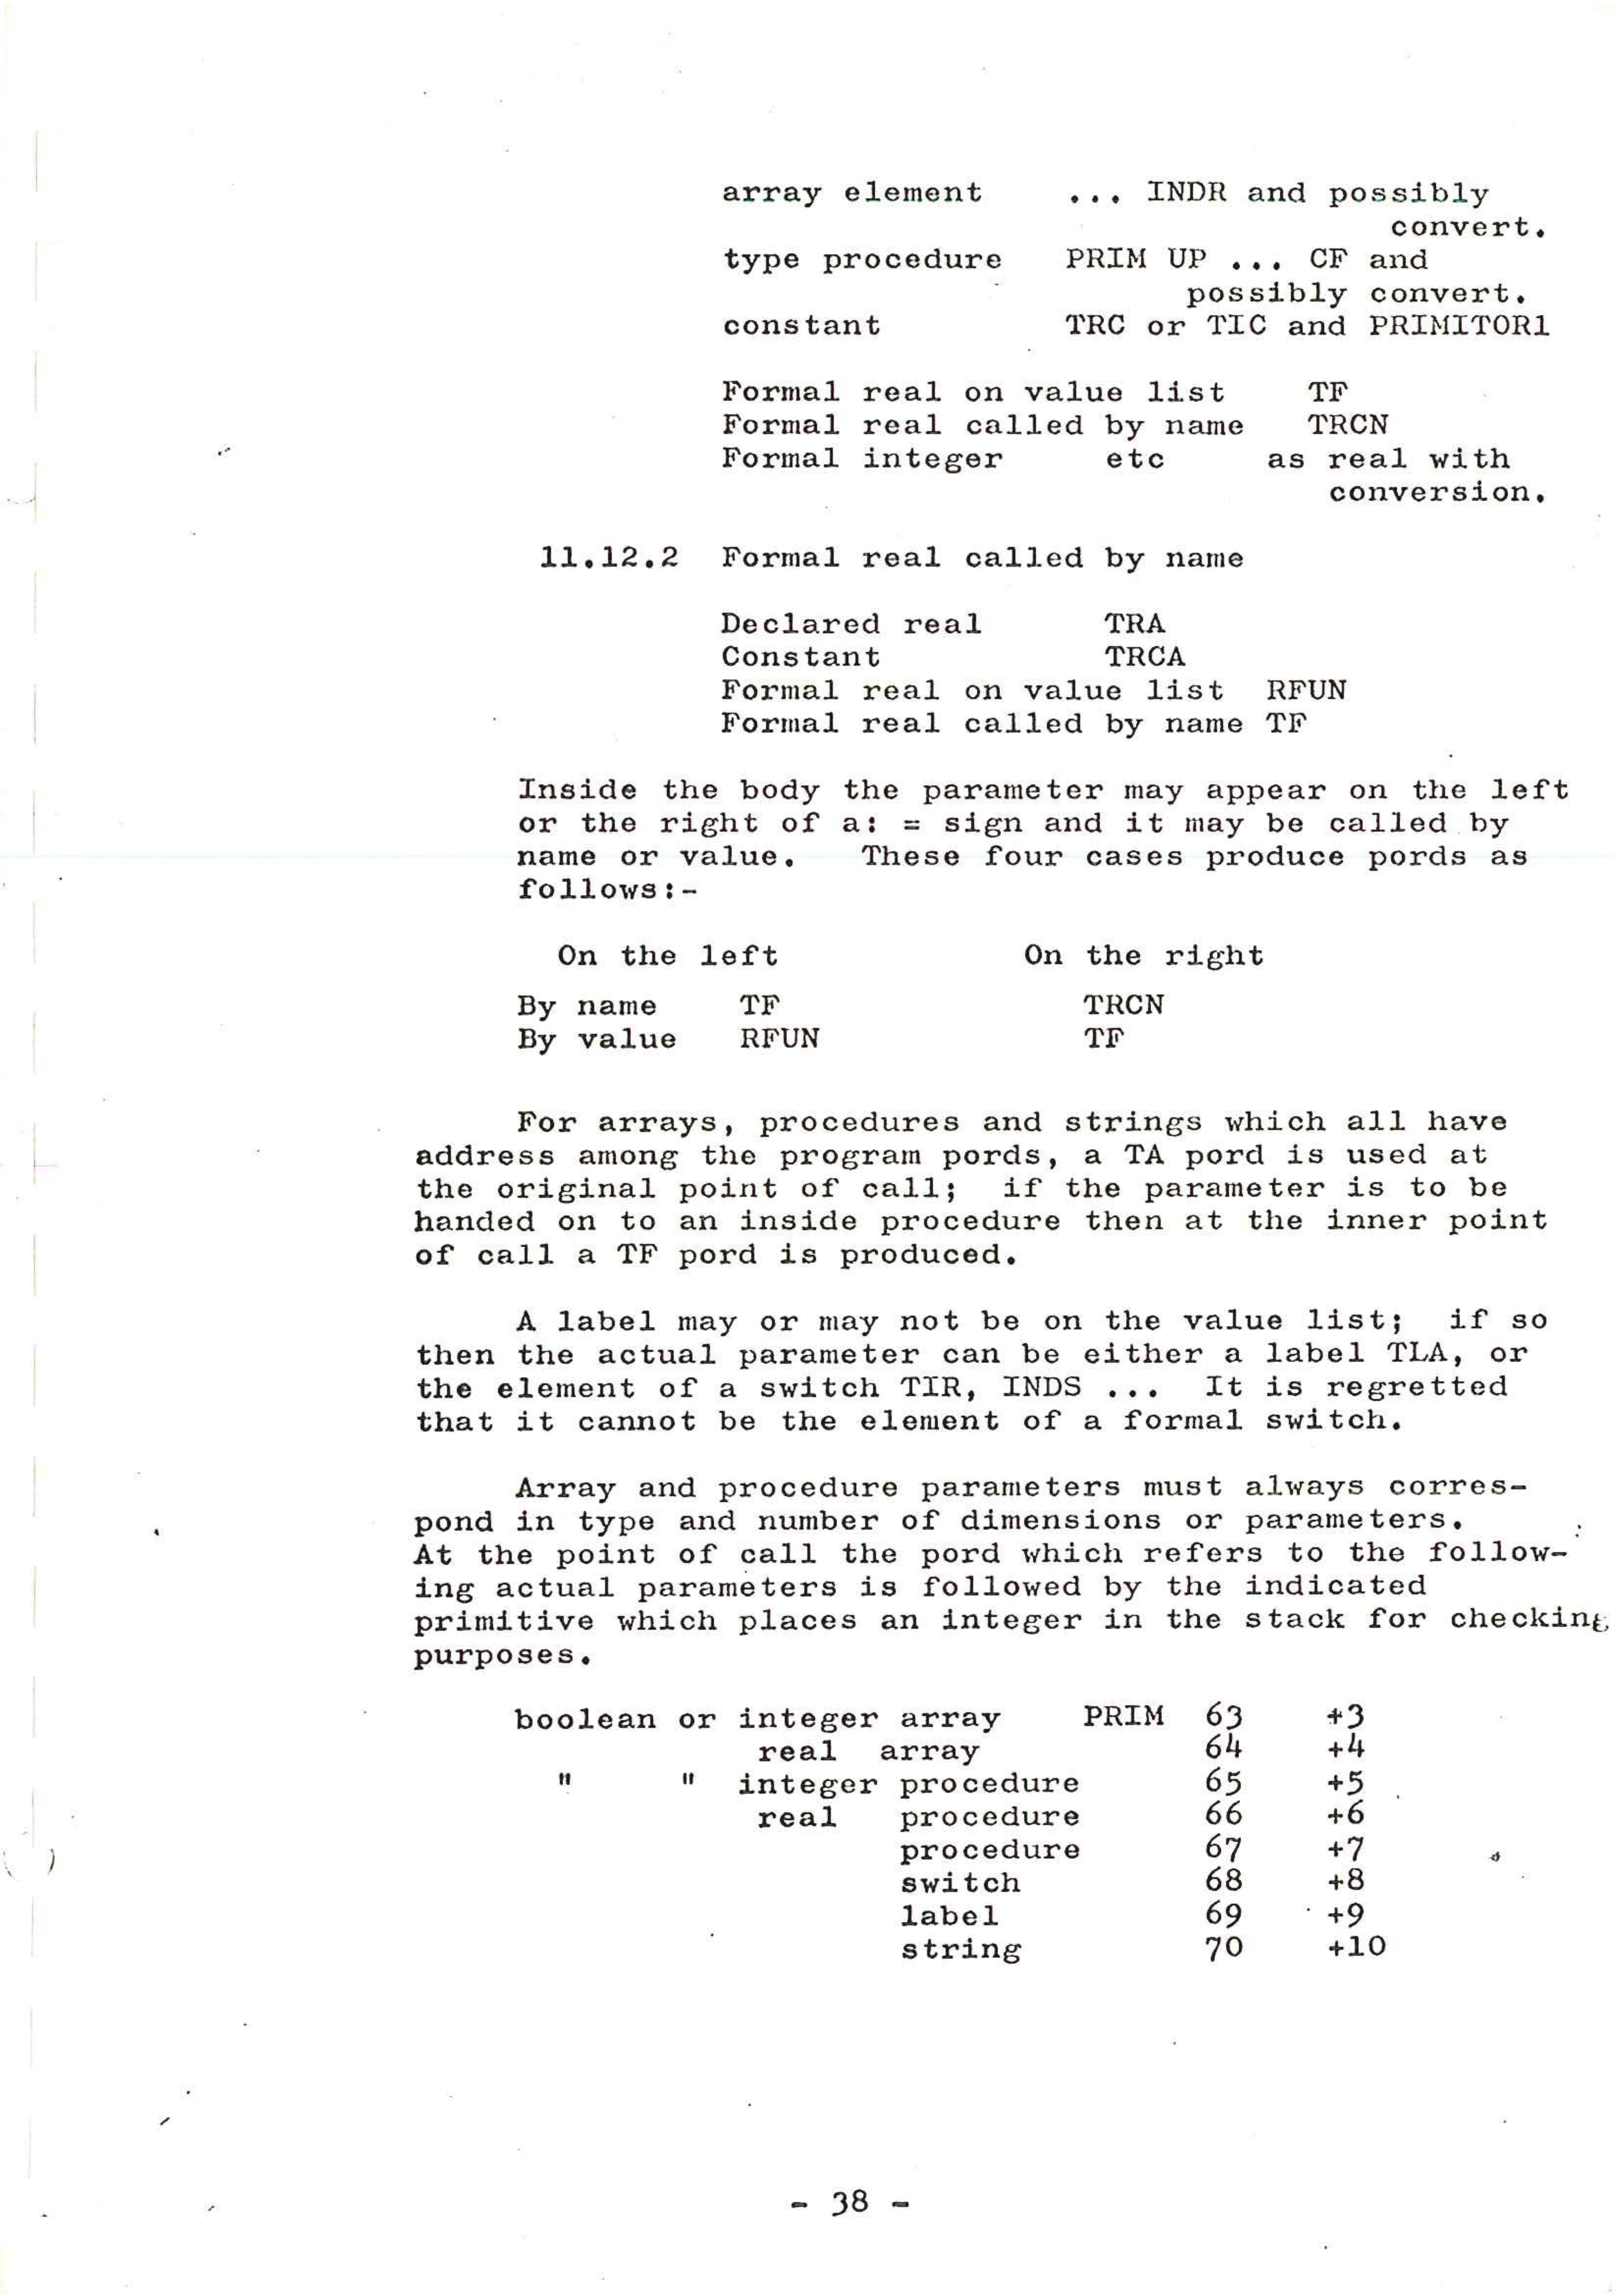 array element ... INDR and possibly
convert.
type procedure PRIM UP ... CF and
possibly convert.
constant TRC or TIC and PRIMITOR1
Formal real on value list TF
Formal real called by name TRCN
Formal integer etc as real with
conversion.
11.12.2 Formal real called by name
Declared real TRA
Constant TRCA
Formal real on value list RFUN
Formal real called by name TF
Inside the body the parameter may appear on the left
or the right of a: = sign and it may be called by
name or value. These four cases produce pords as
follows:-
On the left On the right
By name TF TRCN
By value RFUN TF
For arrays, procedures and strings which all have
address among the program pords, a TA pord is used at
the original point of call; if the parameter is to be
handed on to an inside procedure then at the inner point
of call a TF pord is produced.
A label may or may not be on the value list; if so
then the actual parameter can be either a label TLA, or
the element of a switch TIR, INDS ... It is regretted
that it cannot be the element of a formal switch.
Array and procedure parameters must always corres-
pond in type and number of dimensions or parameters.
At the point of call the pord which refers to the follow-
ing actual parameters is followed by the indicated
primitive which places an integer in the stack for checking
purposes.
boolean or integer array PRIM 63 +3
real array 64 +4
" " integer procedure 65 +5
real procedure 66 +6
procedure 67 +7
switch 68 +8
label 69 +9
string 70 +10
- 38 -